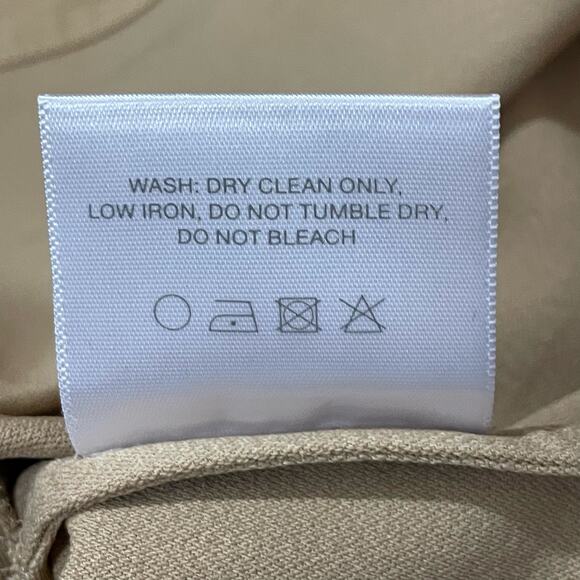 WASH: DRY CLEAN ONLY,
LOW IRON, DO NOT TUMBLE DRY,
DO NOT BLEACH